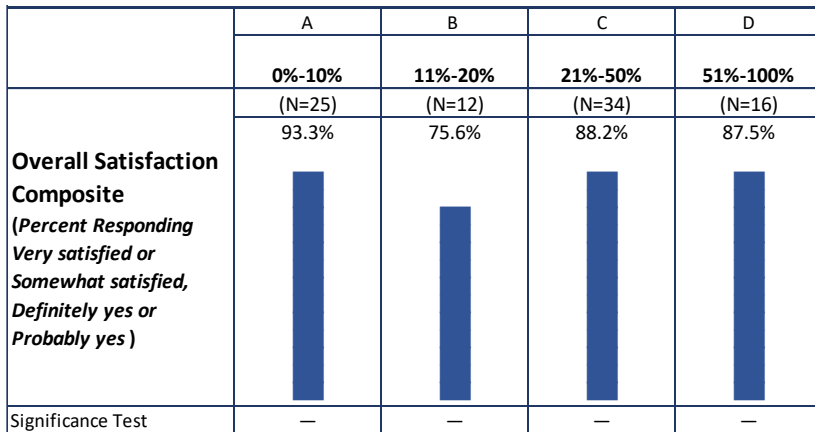 A B C D
0%-10% 11%-20% 21%-50% 51%-100%
(N=25) (N=12) (N=34) (N=16)
93.3% 75.6% 88.2% 87.5%
Overall Satisfaction
Composite
(Percent Responding
Very satisfied or
Somewhat satisfied,
Definitely yes or
Probably yes )
Significance Test — — — —